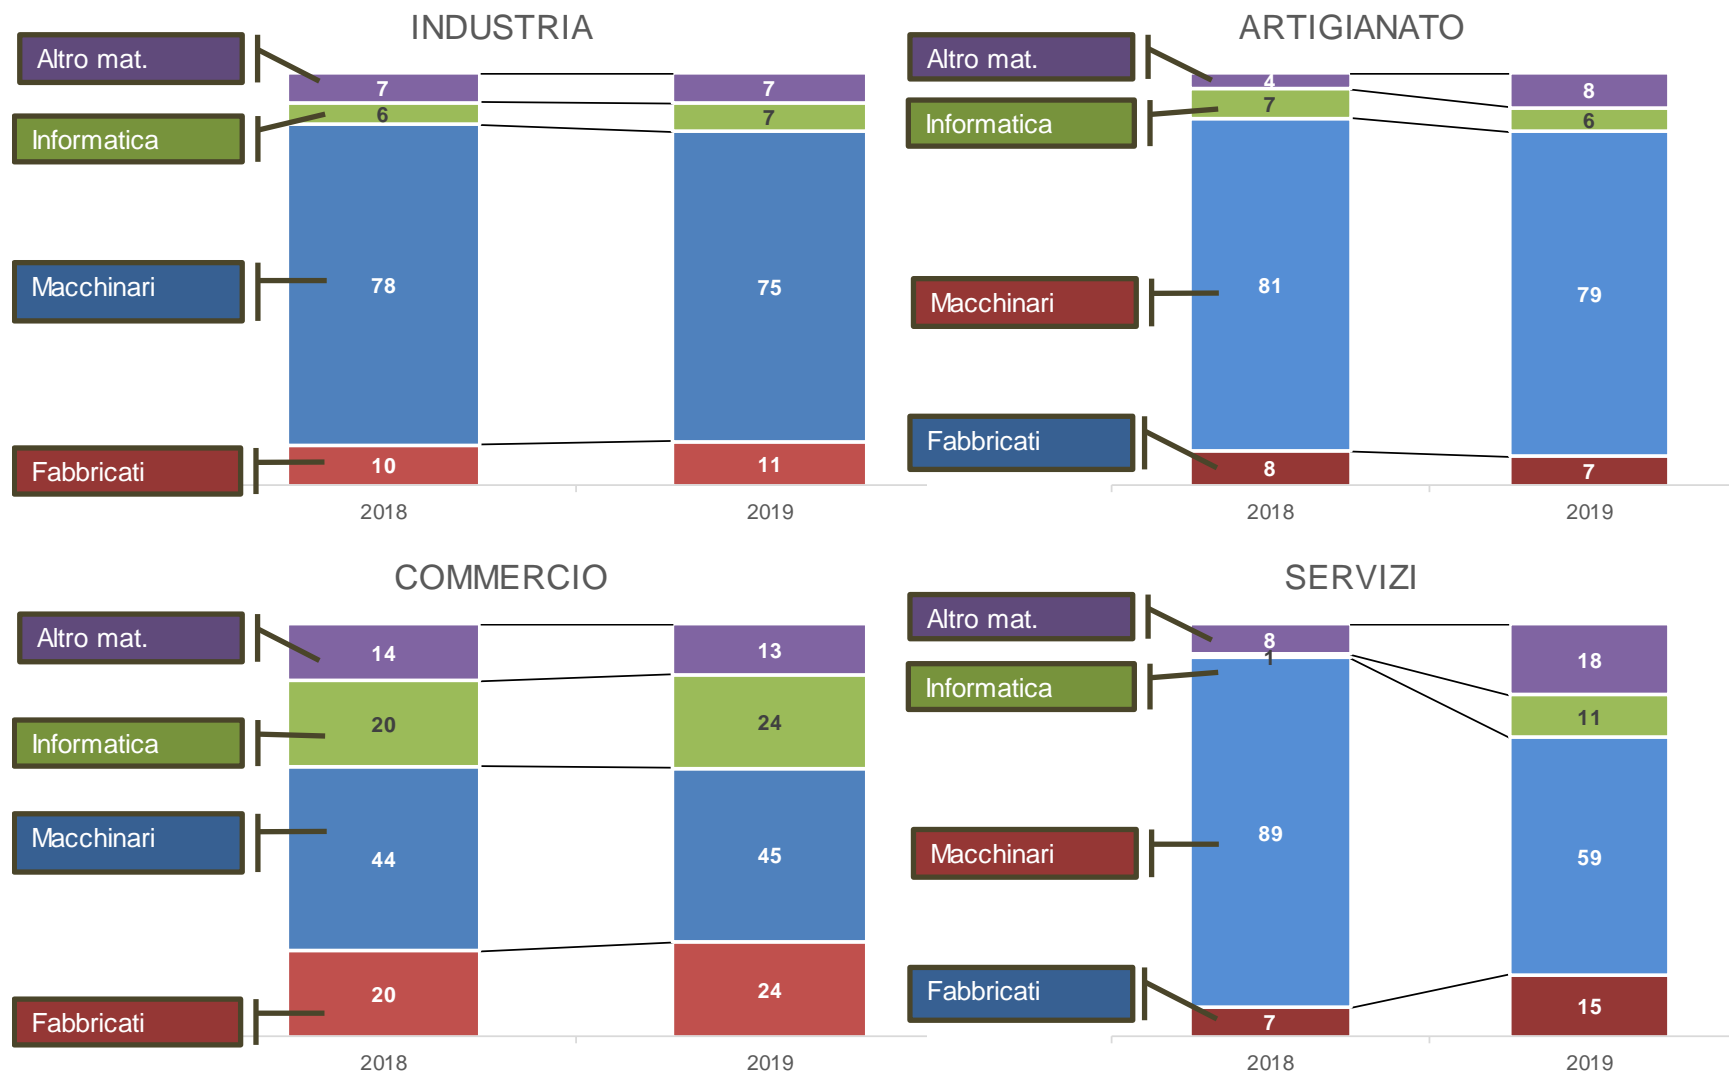 INDUSTRIA
Altro mat.
7
7
Informatica
6
7
Macchinari
78
75
Fabbricati
10
11
2018
2019
ARTIGIANATO
Altro mat.
4
8
Informatica
7
6
Macchinari
81
79
Fabbricati
8
7
2018
2019
COMMERCIO
Altro mat.
14
13
Informatica
20
24
Macchinari
44
45
Fabbricati
20
24
2018
2019
SERVIZI
Altro mat.
8
18
Informatica
1
11
Macchinari
89
59
Fabbricati
7
15
2018
2019